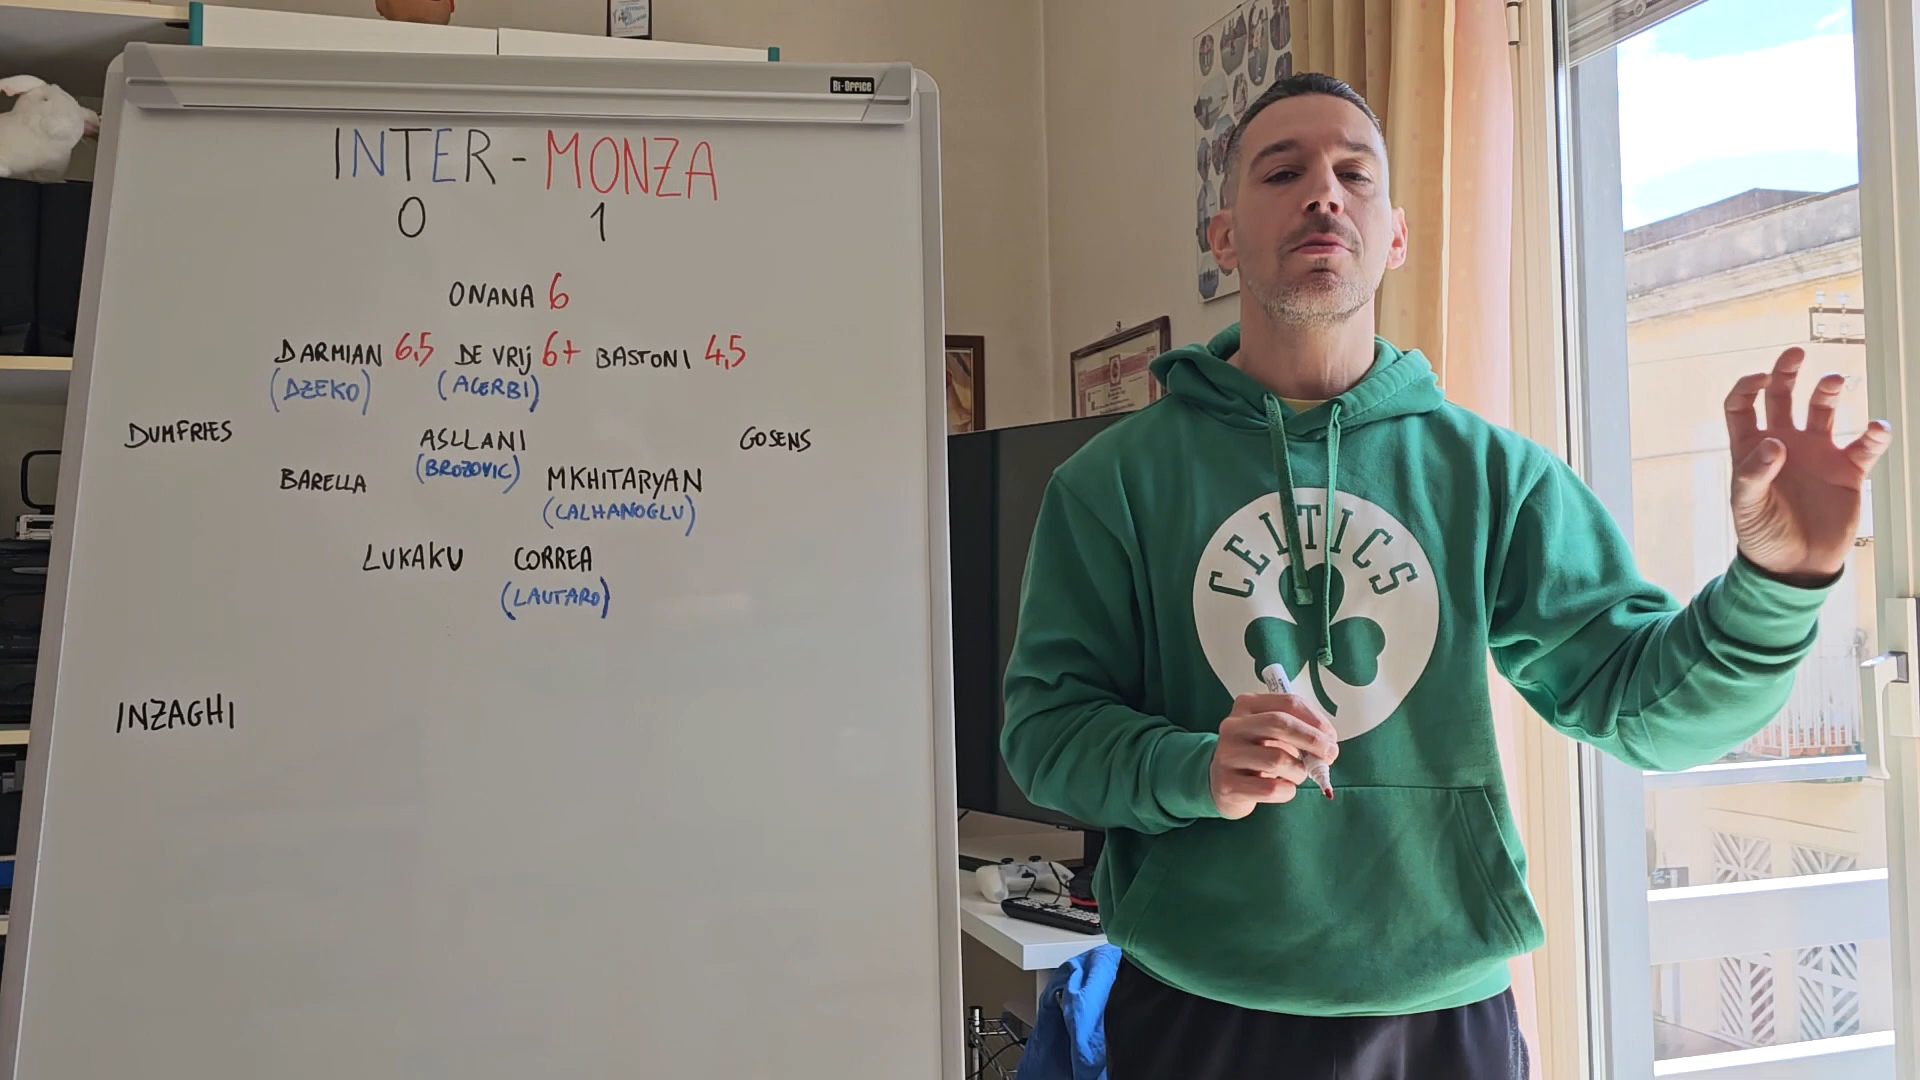 Bi-Office
INTER - MONZA
0 1
ONANA 6
DARMIAN 6,5 DE VRIJ 6+ BASTONI 4,5
(DZEKO) (ACERBI)
DUMFRIES ASLLANI GOSENS
(BROZOVIC)
BARELLA MKHITARYAN
(CALHANOGLU)
LUKAKU CORREA
(LAUTARO)
INZAGHI
CELTICS